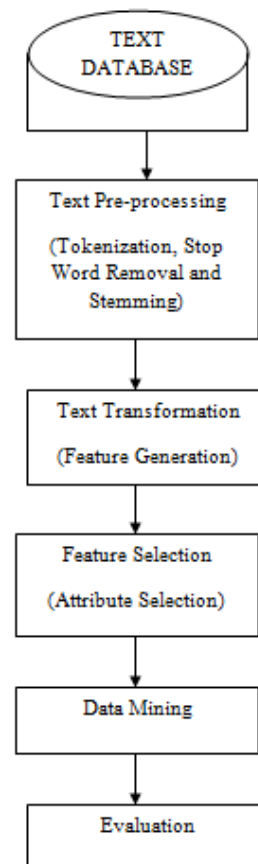 TEXT
DATABASE
Text Pre-processing
(Tokenization, Stop
Word Removal and
Stemming)
Text Transformation
(Feature Generation)
Feature Selection
(Attribute Selection)
Data Mining
Evaluation